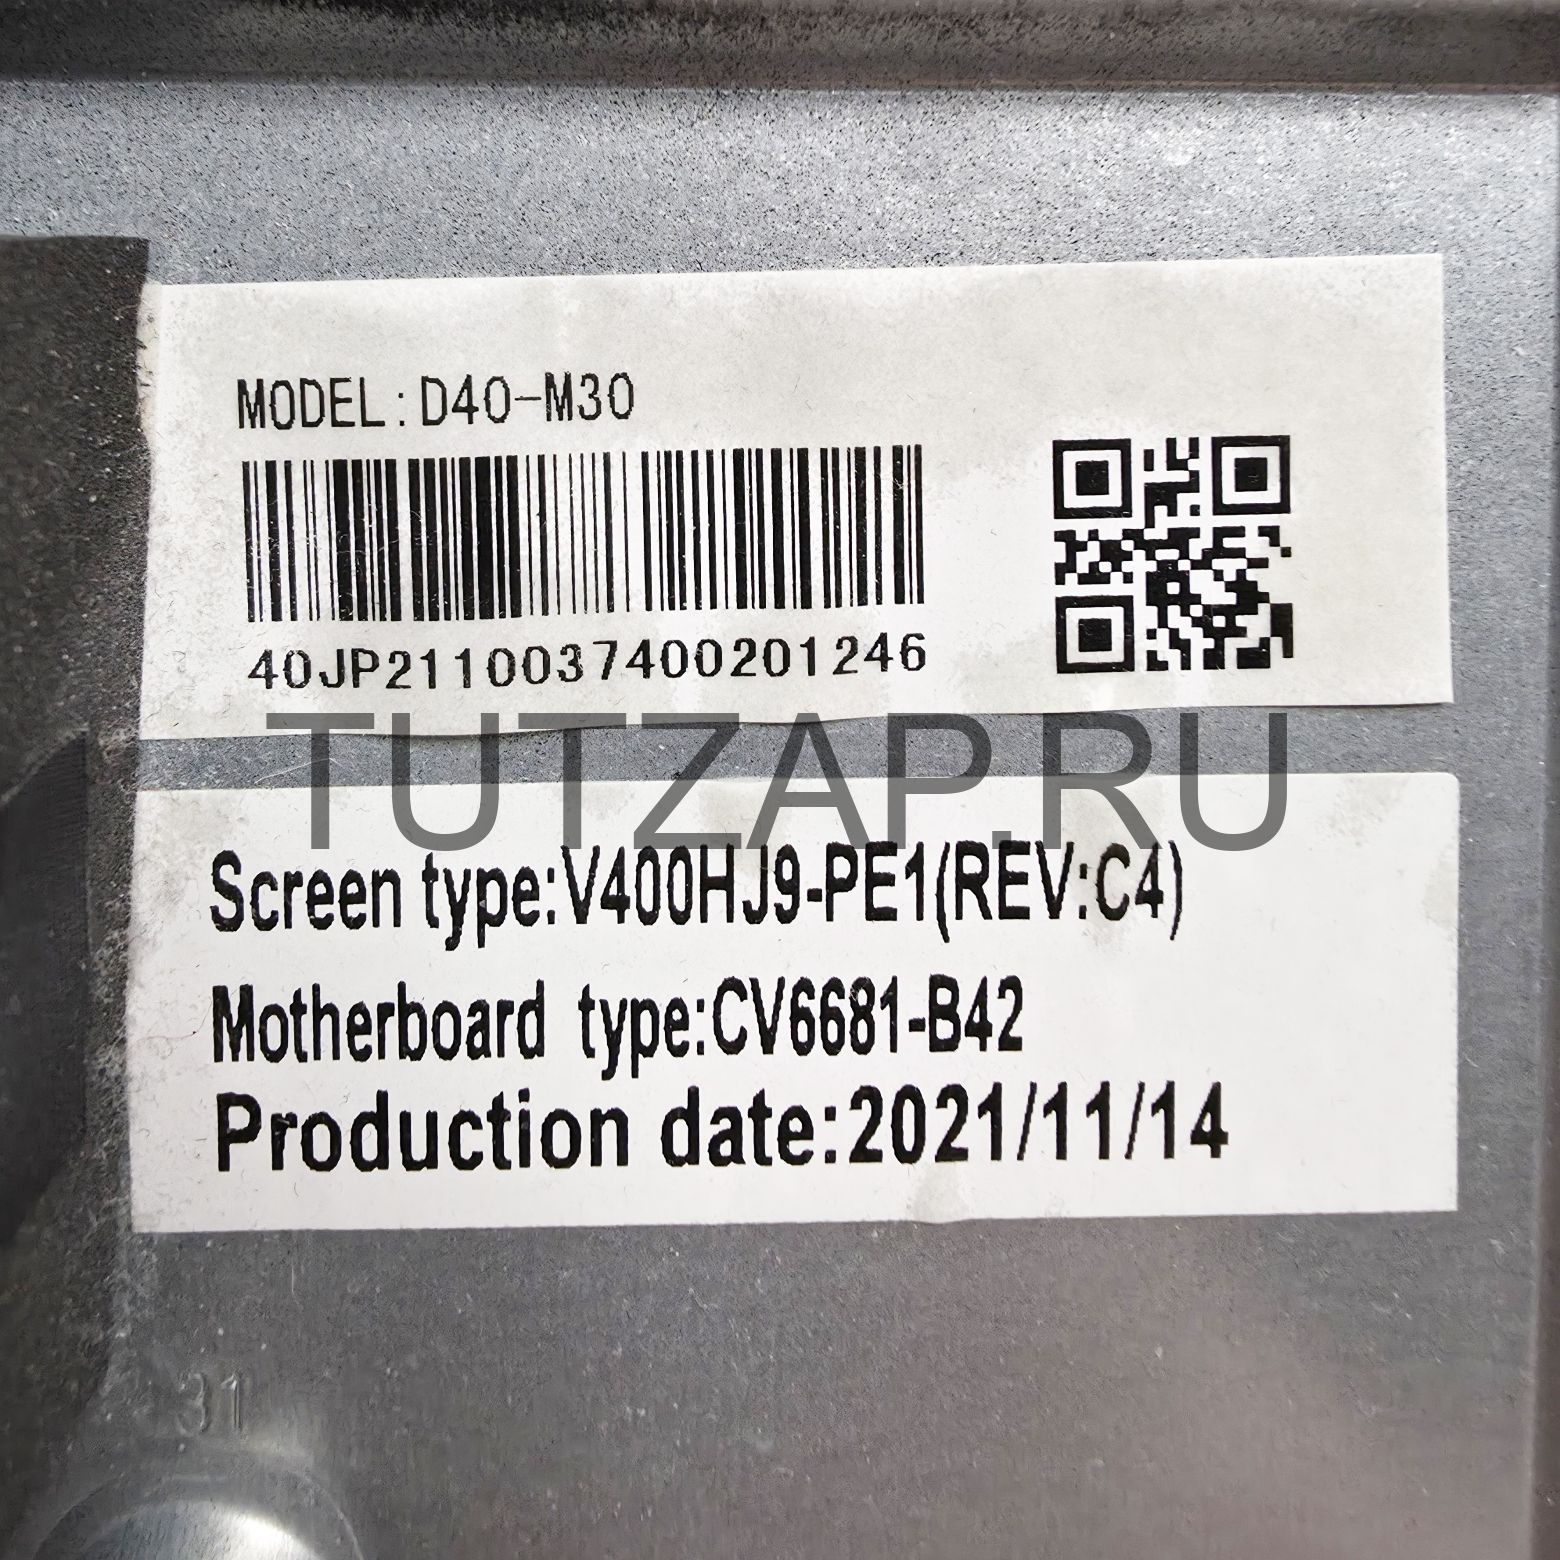 MODEL:D40-M30
40JP2110037400201246
TUTZAP.RU
Screen type:V400HJ9-PE1(REV:C4)
Motherboard type:CV6681-B42
Production date:2021/11/14
31